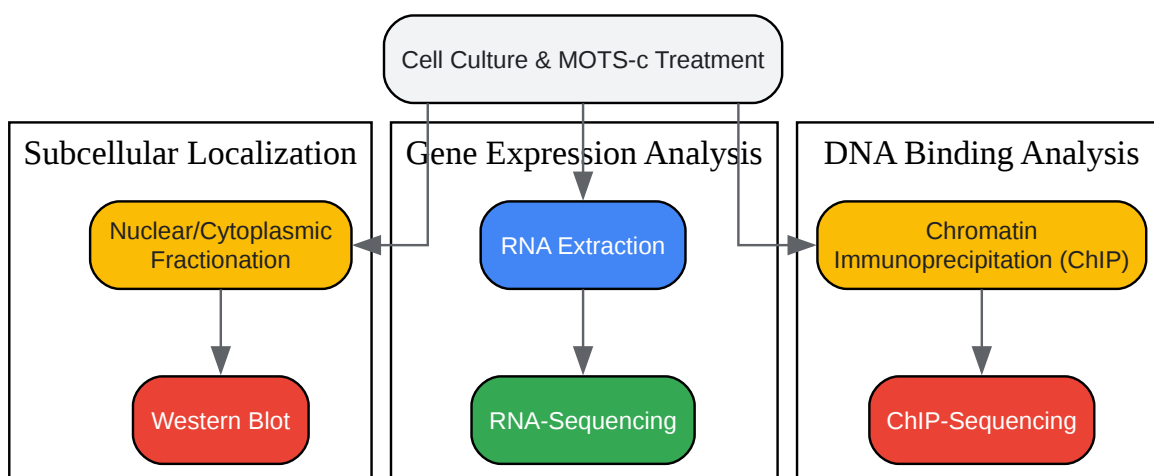 Cell Culture & MOTS-c Treatment
Subcellular Localization
Gene Expression Analysis
DNA Binding Analysis
Nuclear/Cytoplasmic
Fractionation
RNA Extraction
Chromatin
Immunoprecipitation (ChIP)
Western Blot
RNA-Sequencing
ChIP-Sequencing